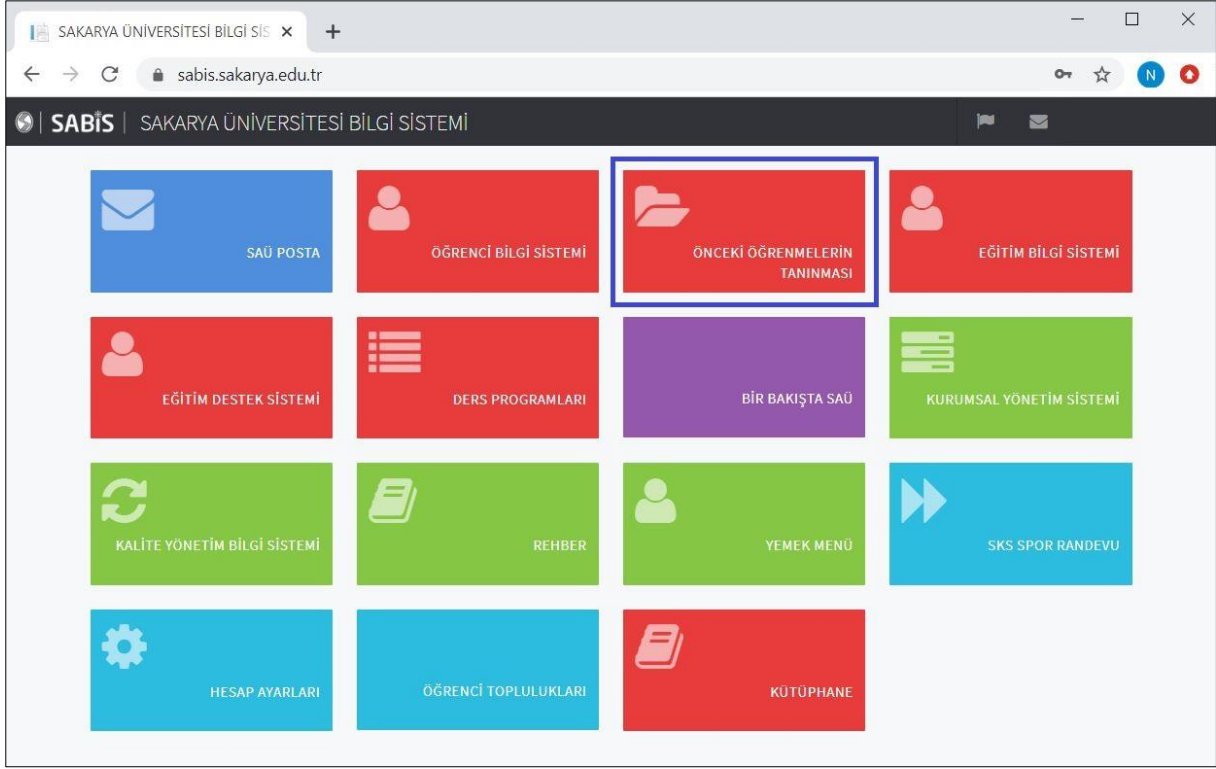 SAKARYA ÜNİVERSİTESİ BİLGİ SİS
sabis.sakarya.edu.tr
N
SABİS | SAKARYA ÜNİVERSİTESİ BİLGİ SİSTEMİ
SAÜ POSTA
ÖĞRENCİ BİLGİ SİSTEMİ
ÖNCEKİ ÖĞRENMELERİN
TANINMASI
EĞİTİM BİLGİ SİSTEMİ
EĞİTİM DESTEK SİSTEMİ
DERS PROGRAMLARI
BİR BAKIŞTA SAÜ
KURUMSAL YÖNETİM SİSTEMİ
KALİTE YÖNETİM BİLGİ SİSTEMİ
REHBER
YEMEK MENÜ
SKS SPOR RANDEVU
HESAP AYARLARI
ÖĞRENCİ TOPLULUKLARI
KÜTÜPHANE